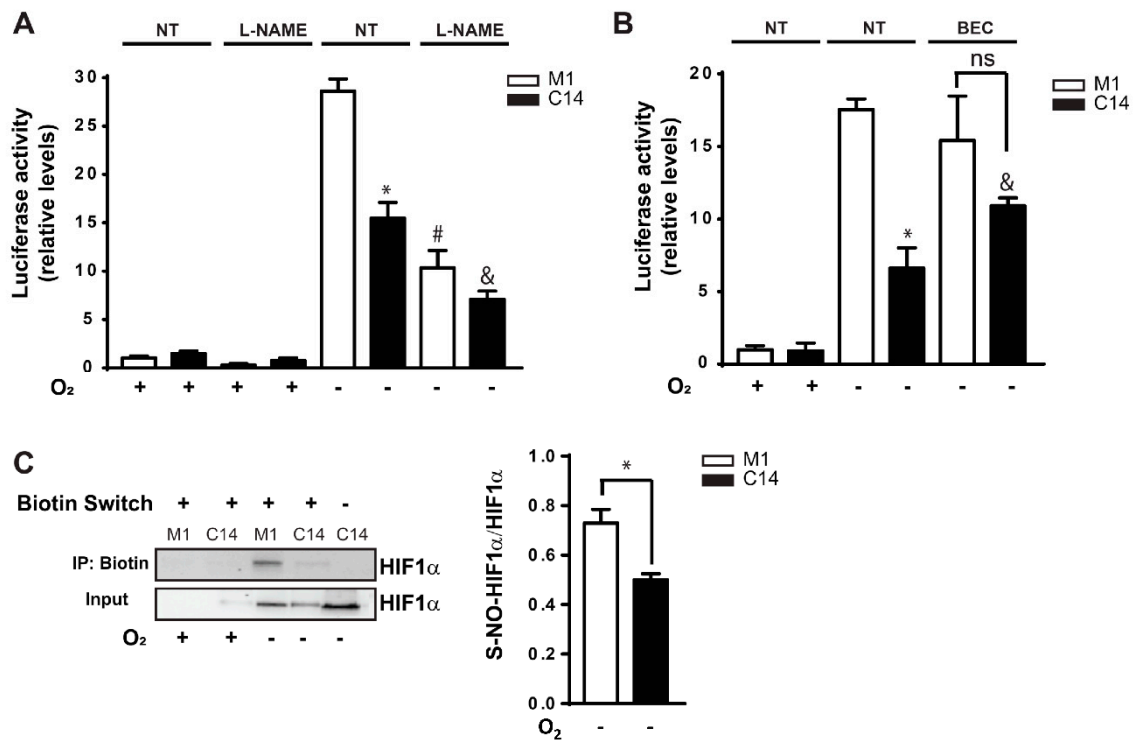 A
NT L-NAME NT L-NAME
M1
C14
Luciferase activity
(relative levels)
30
25
20
15
10
5
0
*
#
&
O₂ + + + + - - - -
B
NT NT BEC
ns
M1
C14
Luciferase activity
(relative levels)
20
15
10
5
0
*
&
O₂ + + - - - -
C
Biotin Switch + + + + -
M1 C14 M1 C14 C14
IP: Biotin HIF1α
Input HIF1α
O₂ + + - - -
M1
C14
S-NO-HIF1α/HIF1α
1.0
0.8
0.6
0.4
0.2
0.0
*
O₂ - -